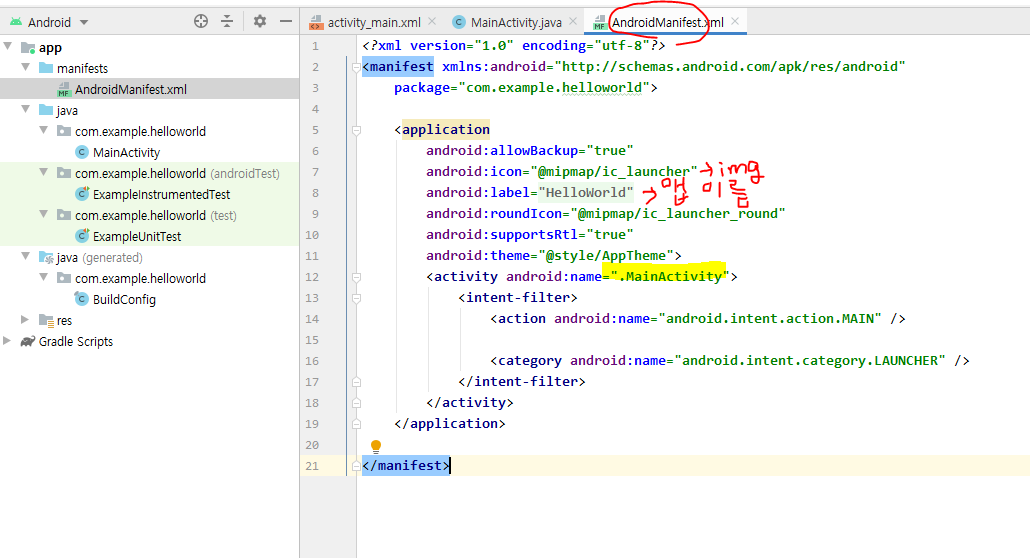 Android
app
manifests
AndroidManifest.xml
java
com.example.helloworld
MainActivity
com.example.helloworld (androidTest)
ExampleInstrumentedTest
com.example.helloworld (test)
ExampleUnitTest
java (generated)
com.example.helloworld
BuildConfig
res
Gradle Scripts
activity_main.xml
MainActivity.java
AndroidManifest.xml
1 <?xml version="1.0" encoding="utf-8"?>
2 <manifest xmlns:android="http://schemas.android.com/apk/res/android"
3 package="com.example.helloworld">
4
5 <application
6 android:allowBackup="true"
7 android:icon="@mipmap/ic_launcher" →img
8 android:label="HelloWorld" →앱 이름
9 android:roundIcon="@mipmap/ic_launcher_round"
10 android:supportsRtl="true"
11 android:theme="@style/AppTheme">
12 <activity android:name=".MainActivity">
13 <intent-filter>
14 <action android:name="android.intent.action.MAIN" />
15
16 <category android:name="android.intent.category.LAUNCHER" />
17 </intent-filter>
18 </activity>
19 </application>
20
21 </manifest>